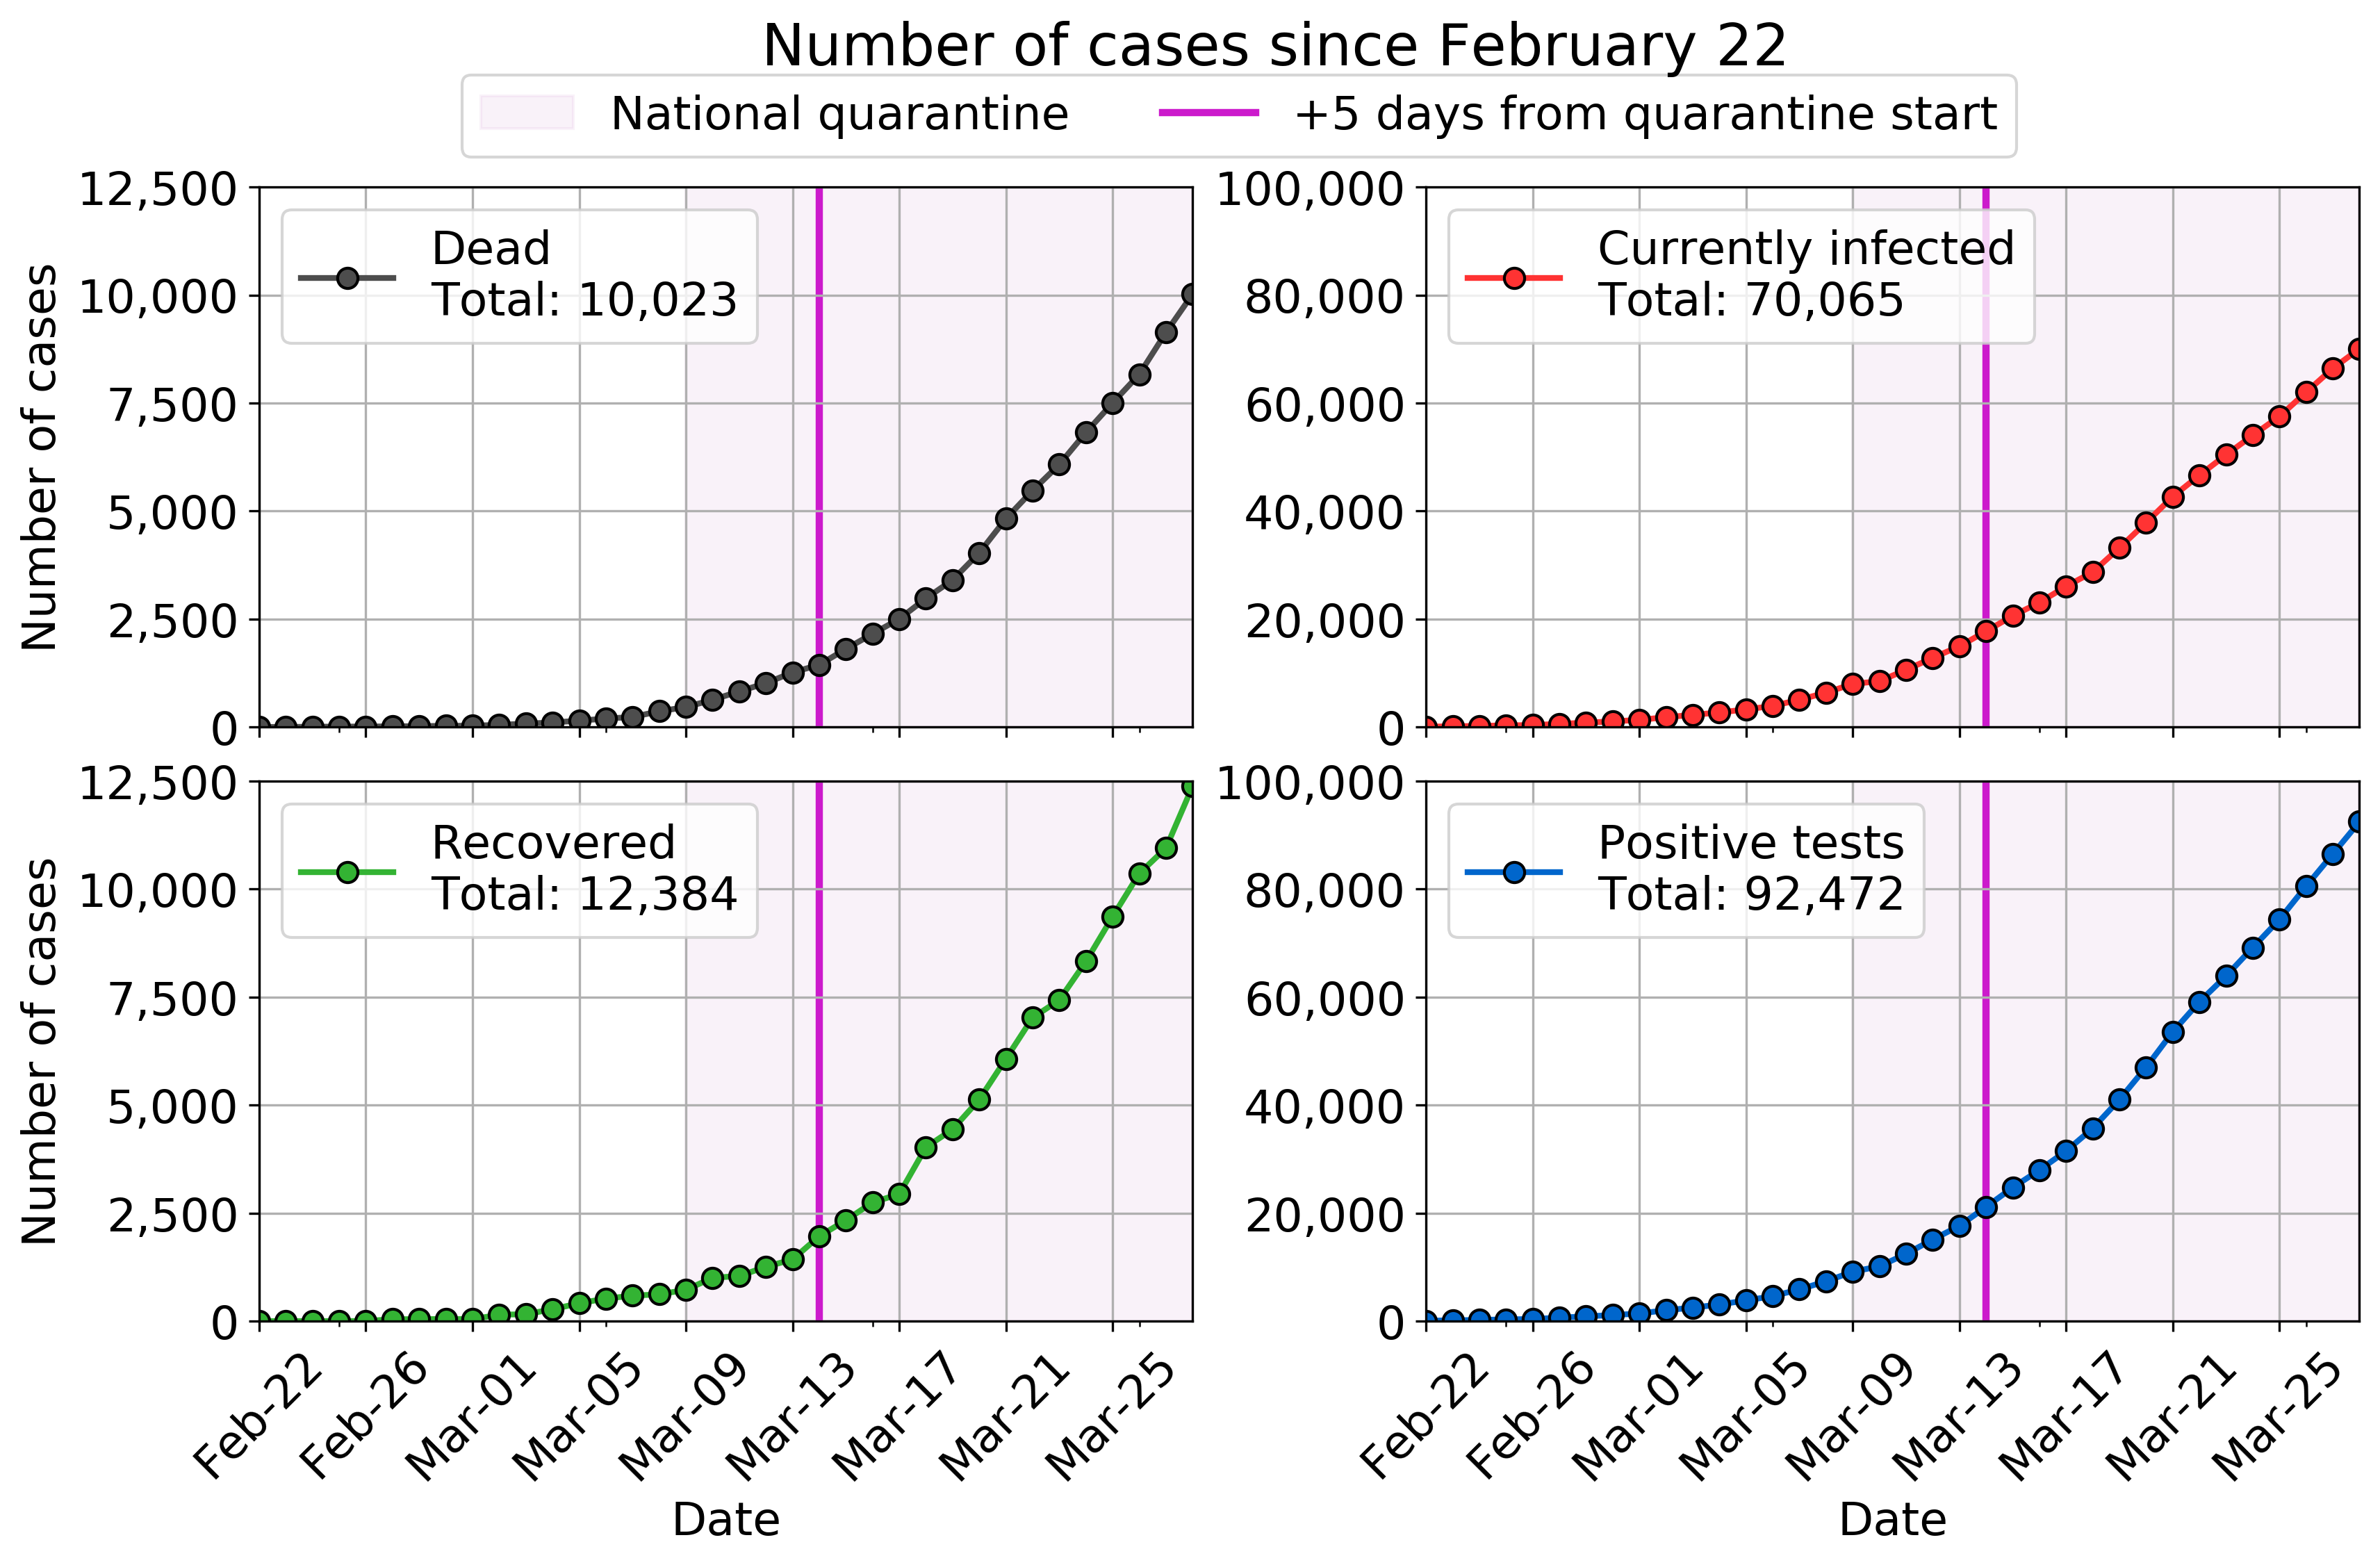 Number of cases since February 22
National quarantine
+5 days from quarantine start
Number of cases
12,500
10,000
7,500
5,000
2,500
0
Dead
Total: 10,023
100,000
80,000
60,000
40,000
20,000
0
Currently infected
Total: 70,065
Number of cases
12,500
10,000
7,500
5,000
2,500
0
Recovered
Total: 12,384
Feb-22
Feb-26
Mar-01
Mar-05
Mar-09
Mar-13
Mar-17
Mar-21
Mar-25
Date
100,000
80,000
60,000
40,000
20,000
0
Positive tests
Total: 92,472
Feb-22
Feb-26
Mar-01
Mar-05
Mar-09
Mar-13
Mar-17
Mar-21
Mar-25
Date